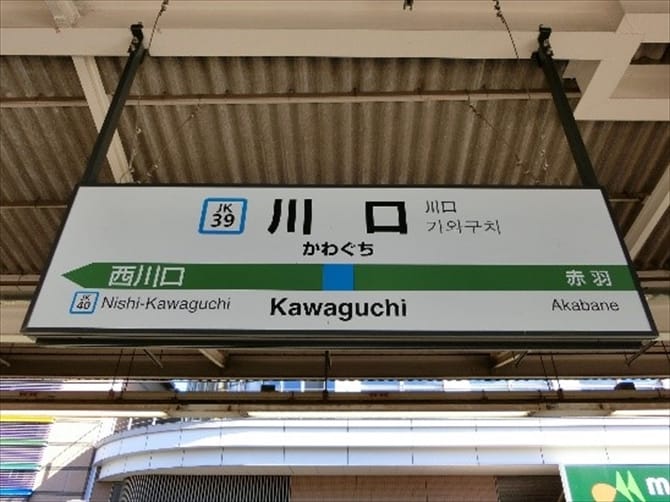 JK
39
川口
川口
가와구치
かわぐち
西川口
赤羽
JK
40
Nishi-Kawaguchi
Kawaguchi
Akabane